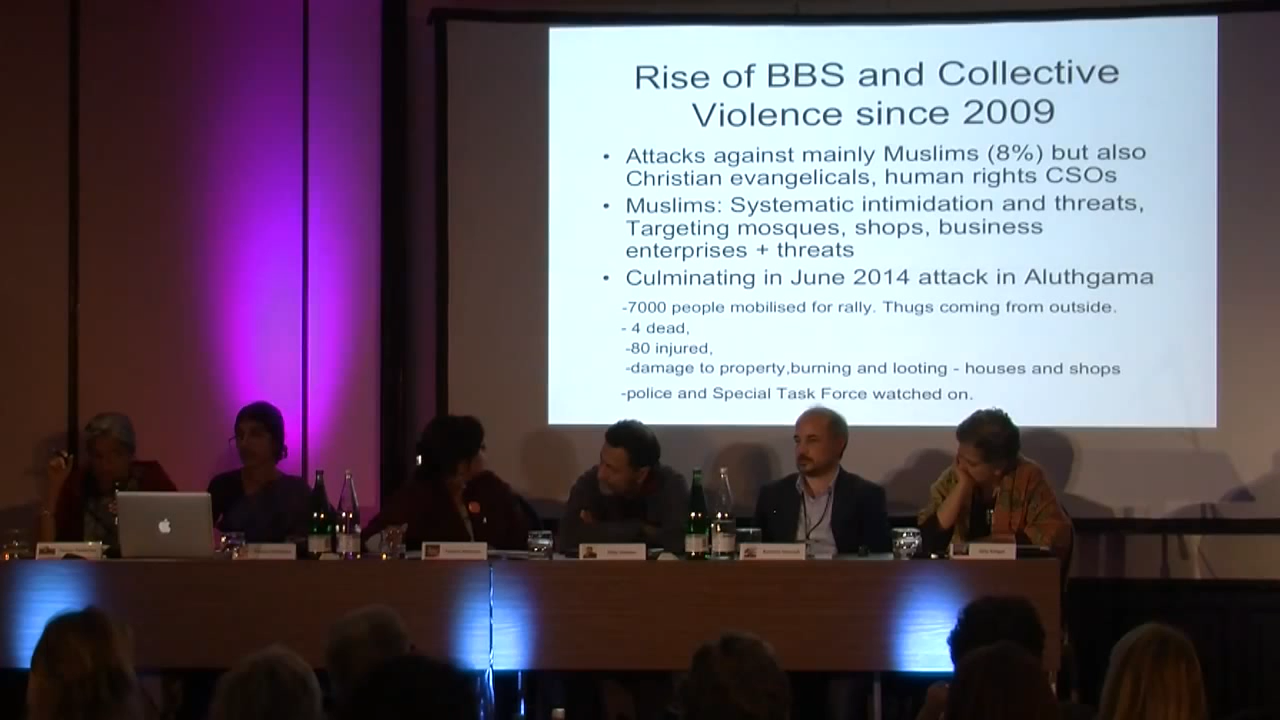 Rise of BBS and Collective
Violence since 2009
• Attacks against mainly Muslims (8%) but also
Christian evangelicals, human rights CSOs
• Muslims: Systematic intimidation and threats,
Targeting mosques, shops, business
enterprises + threats
• Culminating in June 2014 attack in Aluthgama
-7000 people mobilised for rally. Thugs coming from outside.
- 4 dead,
-80 injured,
-damage to property,burning and looting - houses and shops
-police and Special Task Force watched on.